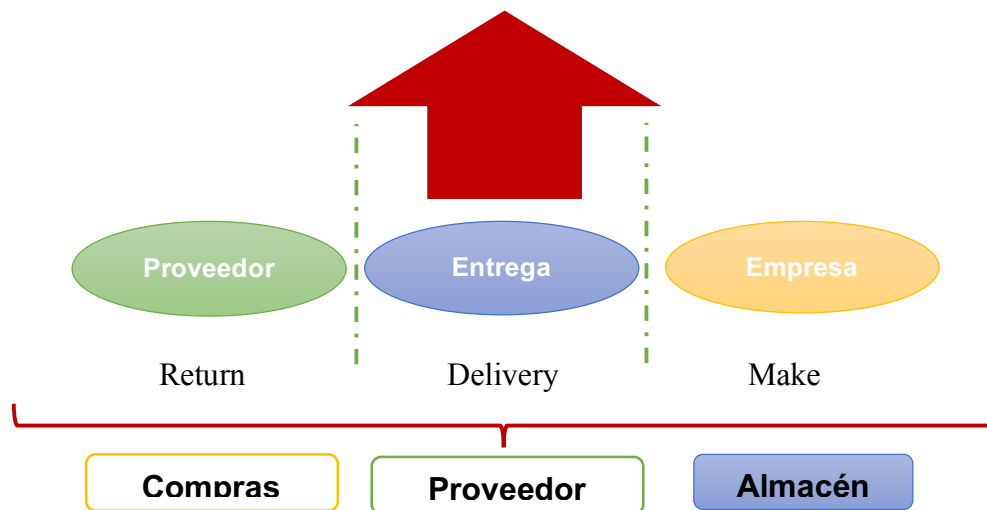 Proveedor Entrega Empresa
Return Delivery Make
Compras Proveedor Almacén